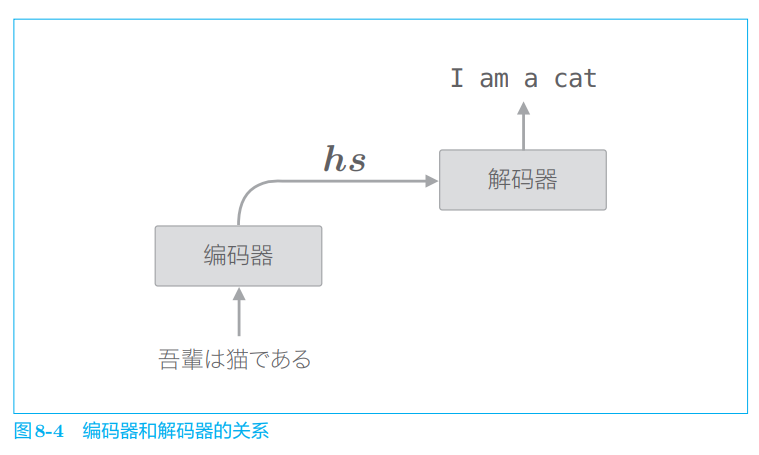 I am a cat
hs
解码器
编码器
吾輩は猫である
图8-4 编码器和解码器的关系